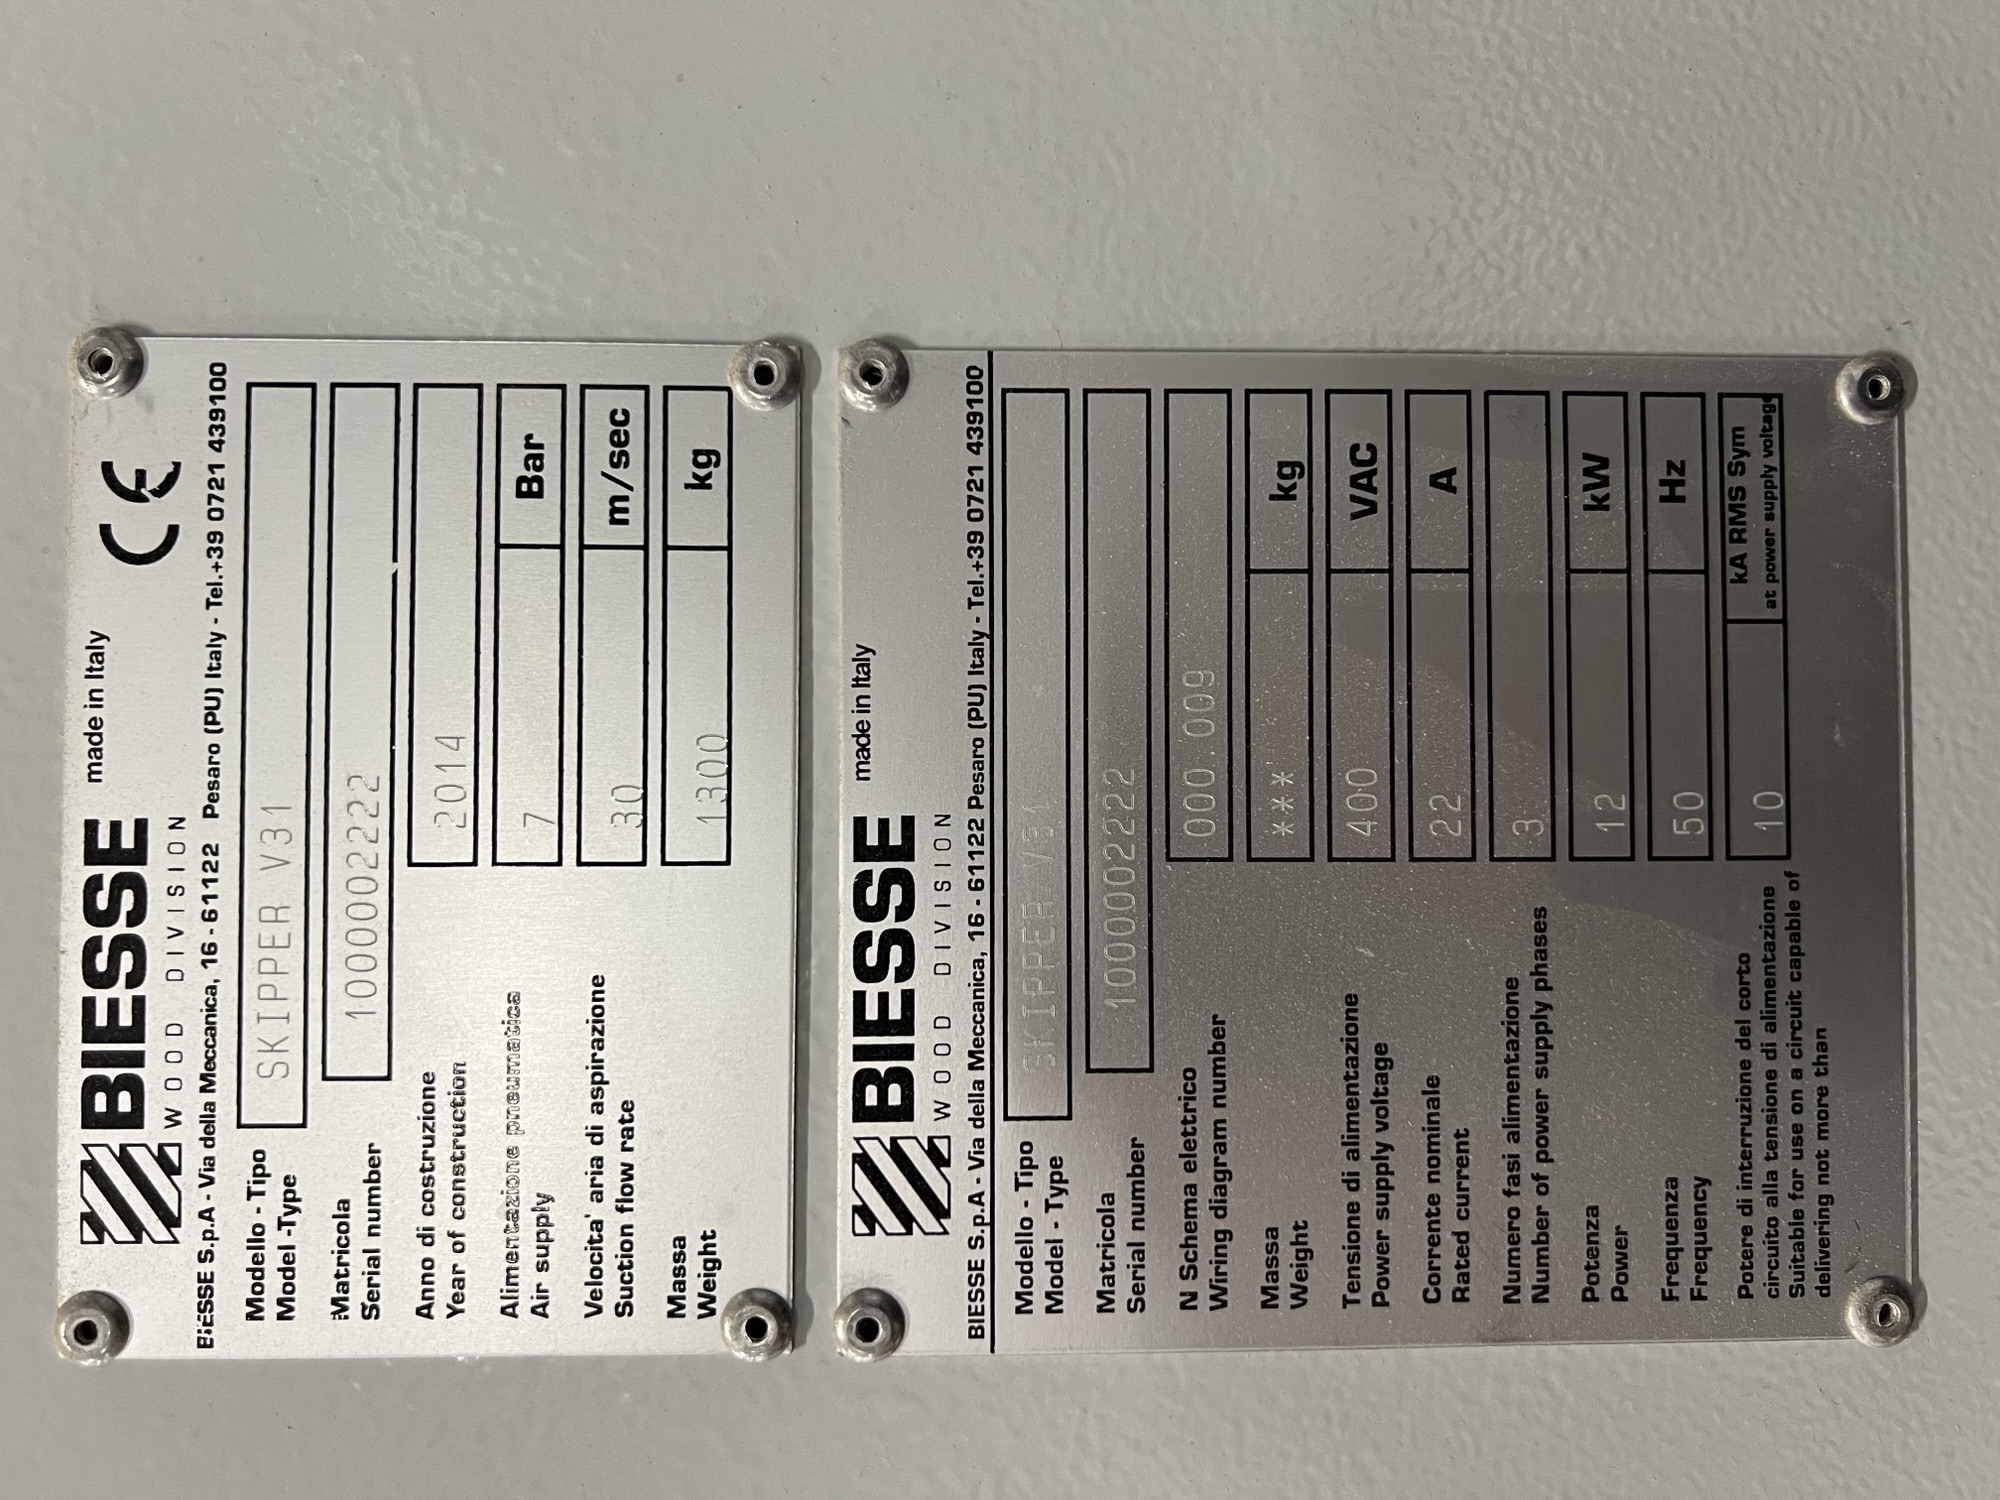 BIESSE made in Italy CE
WOOD DIVISION
BIESSE S.p.A - Via della Meccanica, 16 - 61122 Pesaro (PU) Italy - Tel.+39 0721 439100
Modello - Tipo
Model -Type
SKIPPER V31
Matricola
Serial number
1000002222
Anno di costruzione
Year of construction
2014
Alimentazione pneumatica
Air supply
7 Bar
Velocita' aria di aspirazione
Suction flow rate
30 m/sec
Massa
Weight
1300 kg
BIESSE made in Italy
WOOD DIVISION
BIESSE S.p.A - Via della Meccanica, 16 - 61122 Pesaro (PU) Italy - Tel.+39 0721 439100
Modello - Tipo
Model - Type
SKIPPER V31
Matricola
Serial number
1000002222
N Schema elettrico
Wiring diagram number
000.009
Massa
Weight
*** kg
Tensione di alimentazione
Power supply voltage
400 VAC
Corrente nominale
Rated current
22 A
Numero fasi alimentazione
Number of power supply phases
3
Potenza
Power
12 kW
Frequenza
Frequency
50 Hz
Potere di interruzione del corto
circuito alla tensione di alimentazione
Suitable for use on a circuit capable of
delivering not more than
10 kA RMS Sym
at power supply voltage